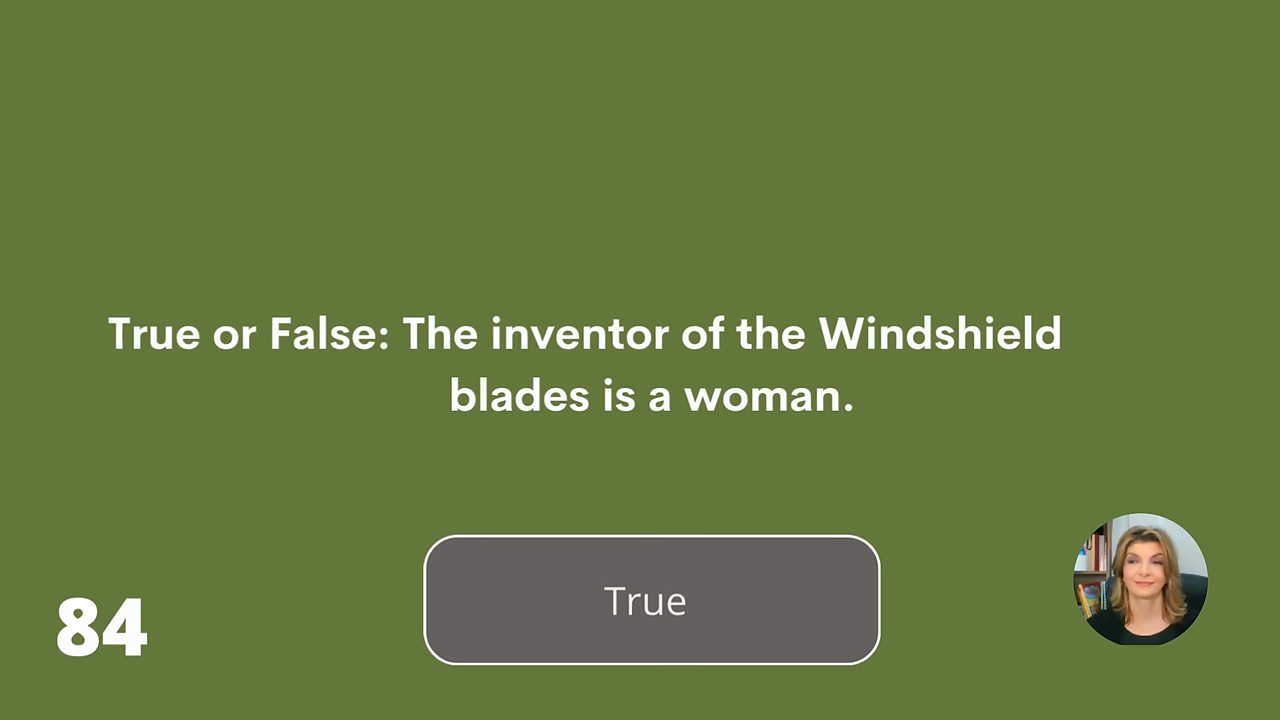 True or False: The inventor of the Windshield
blades is a woman.
True
84